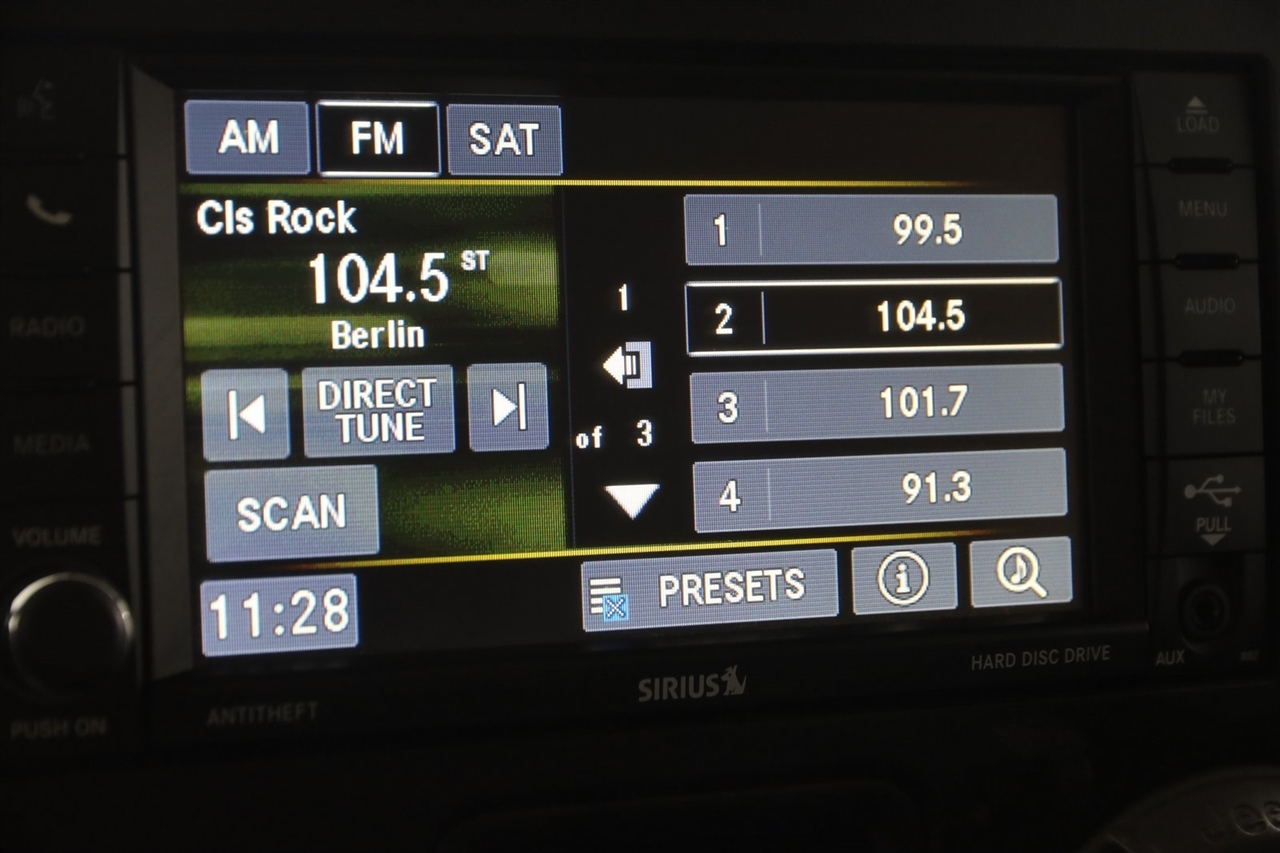 AM FM SAT
Cls Rock
104.5 ST
Berlin
DIRECT
TUNE
SCAN
11:28
1
of 3
1 99.5
2 104.5
3 101.7
4 91.3
PRESETS
RADIO
MEDIA
VOLUME
PUSH ON
LOAD
MENU
AUDIO
MY
FILES
PULL
AUX
HARD DISC DRIVE
SIRIUS
ANTITHEFT
Jee